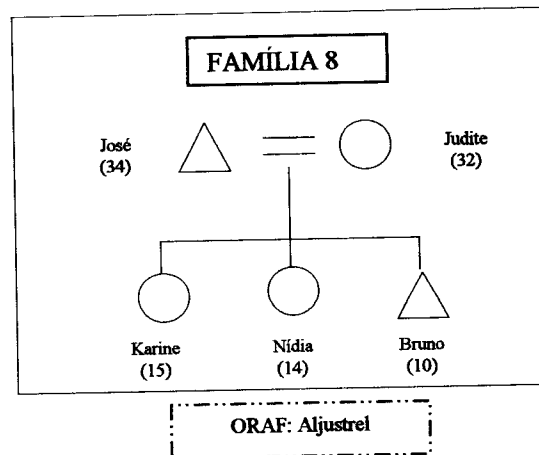 FAMÍLIA 8
José
(34)
Judite
(32)
Karine
(15)
Nídia
(14)
Bruno
(10)
ORAF: Aljustrel